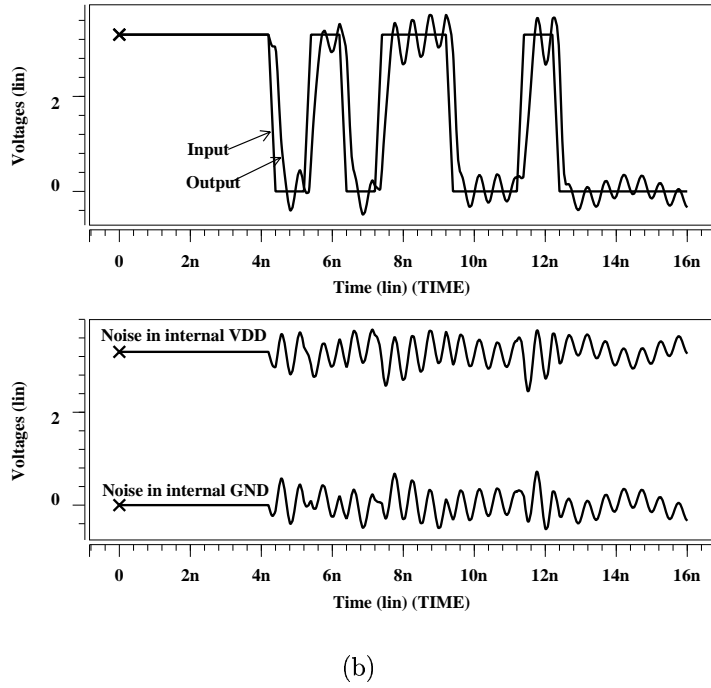 Voltages (lin)
2
0
Input
Output
0 2n 4n 6n 8n 10n 12n 14n 16n
Time (lin) (TIME)
Voltages (lin)
2
0
Noise in internal VDD
Noise in internal GND
0 2n 4n 6n 8n 10n 12n 14n 16n
Time (lin) (TIME)
(b)